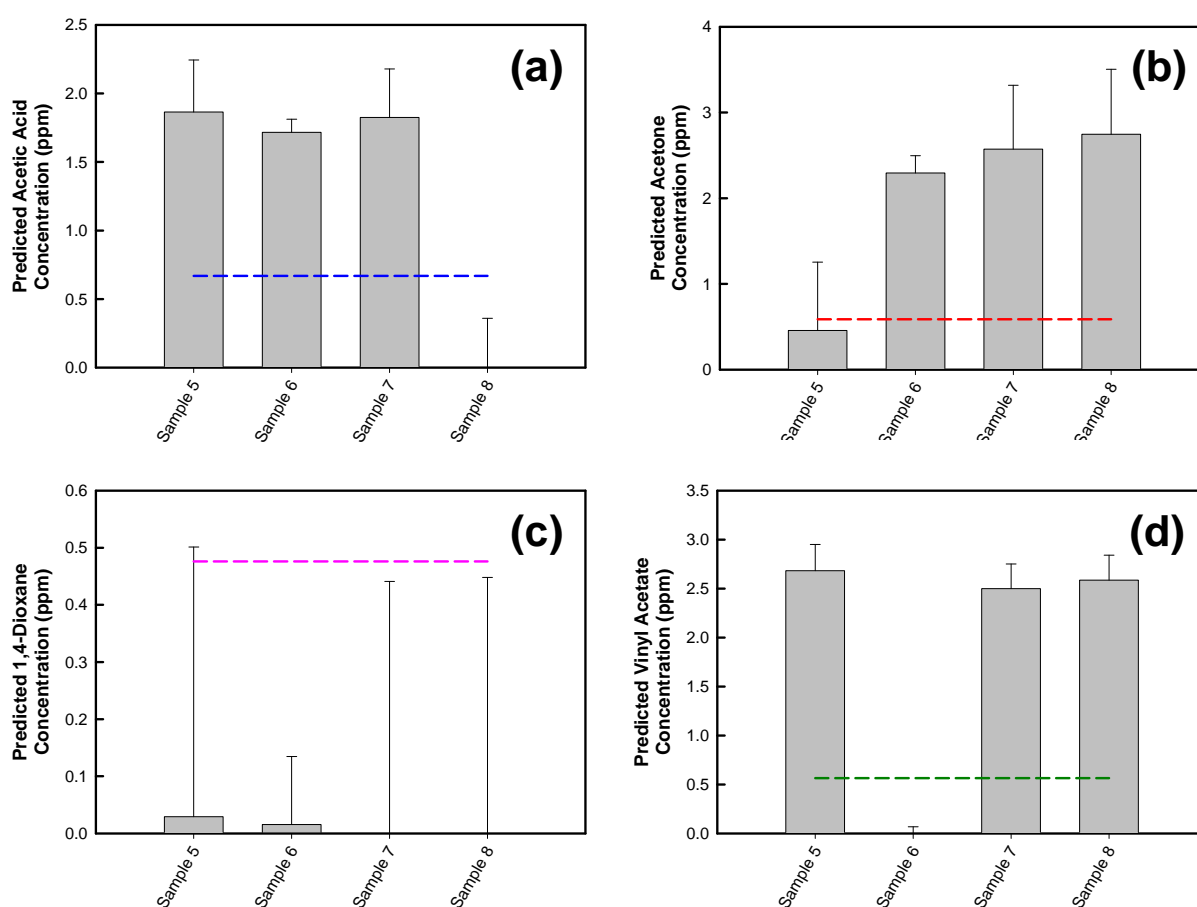 (a)
Predicted Acetic Acid
Concentration (ppm)
2.5
2.0
1.5
1.0
0.5
0.0
Sample 5
Sample 6
Sample 7
Sample 8
(b)
Predicted Acetone
Concentration (ppm)
4
3
2
1
0
Sample 5
Sample 6
Sample 7
Sample 8
(c)
Predicted 1,4-Dioxane
Concentration (ppm)
0.6
0.5
0.4
0.3
0.2
0.1
0.0
Sample 5
Sample 6
Sample 7
Sample 8
(d)
Predicted Vinyl Acetate
Concentration (ppm)
3.5
3.0
2.5
2.0
1.5
1.0
0.5
0.0
Sample 5
Sample 6
Sample 7
Sample 8